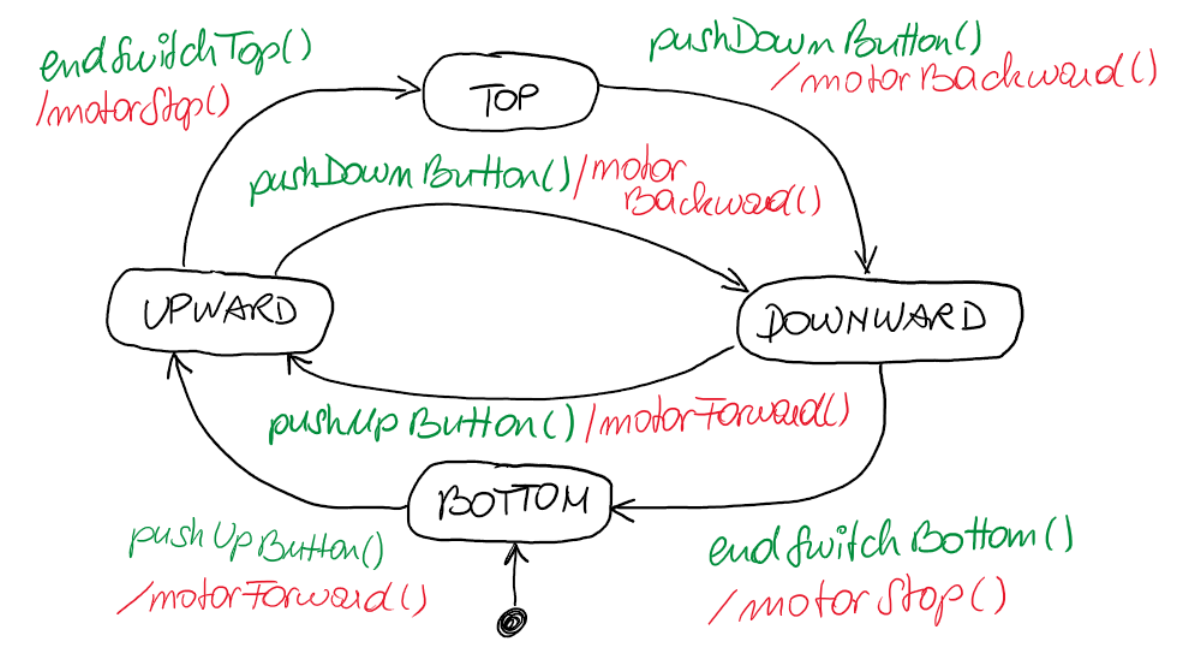 endSwitchTop()
/motorStop()
TOP
pushDownButton()
/motorBackward()
pushDownButton()/motor
Backward()
UPWARD
DOWNWARD
pushUpButton()/motorForward()
BOTTOM
pushUpButton()
/motorForward()
endSwitchBottom()
/motorStop()